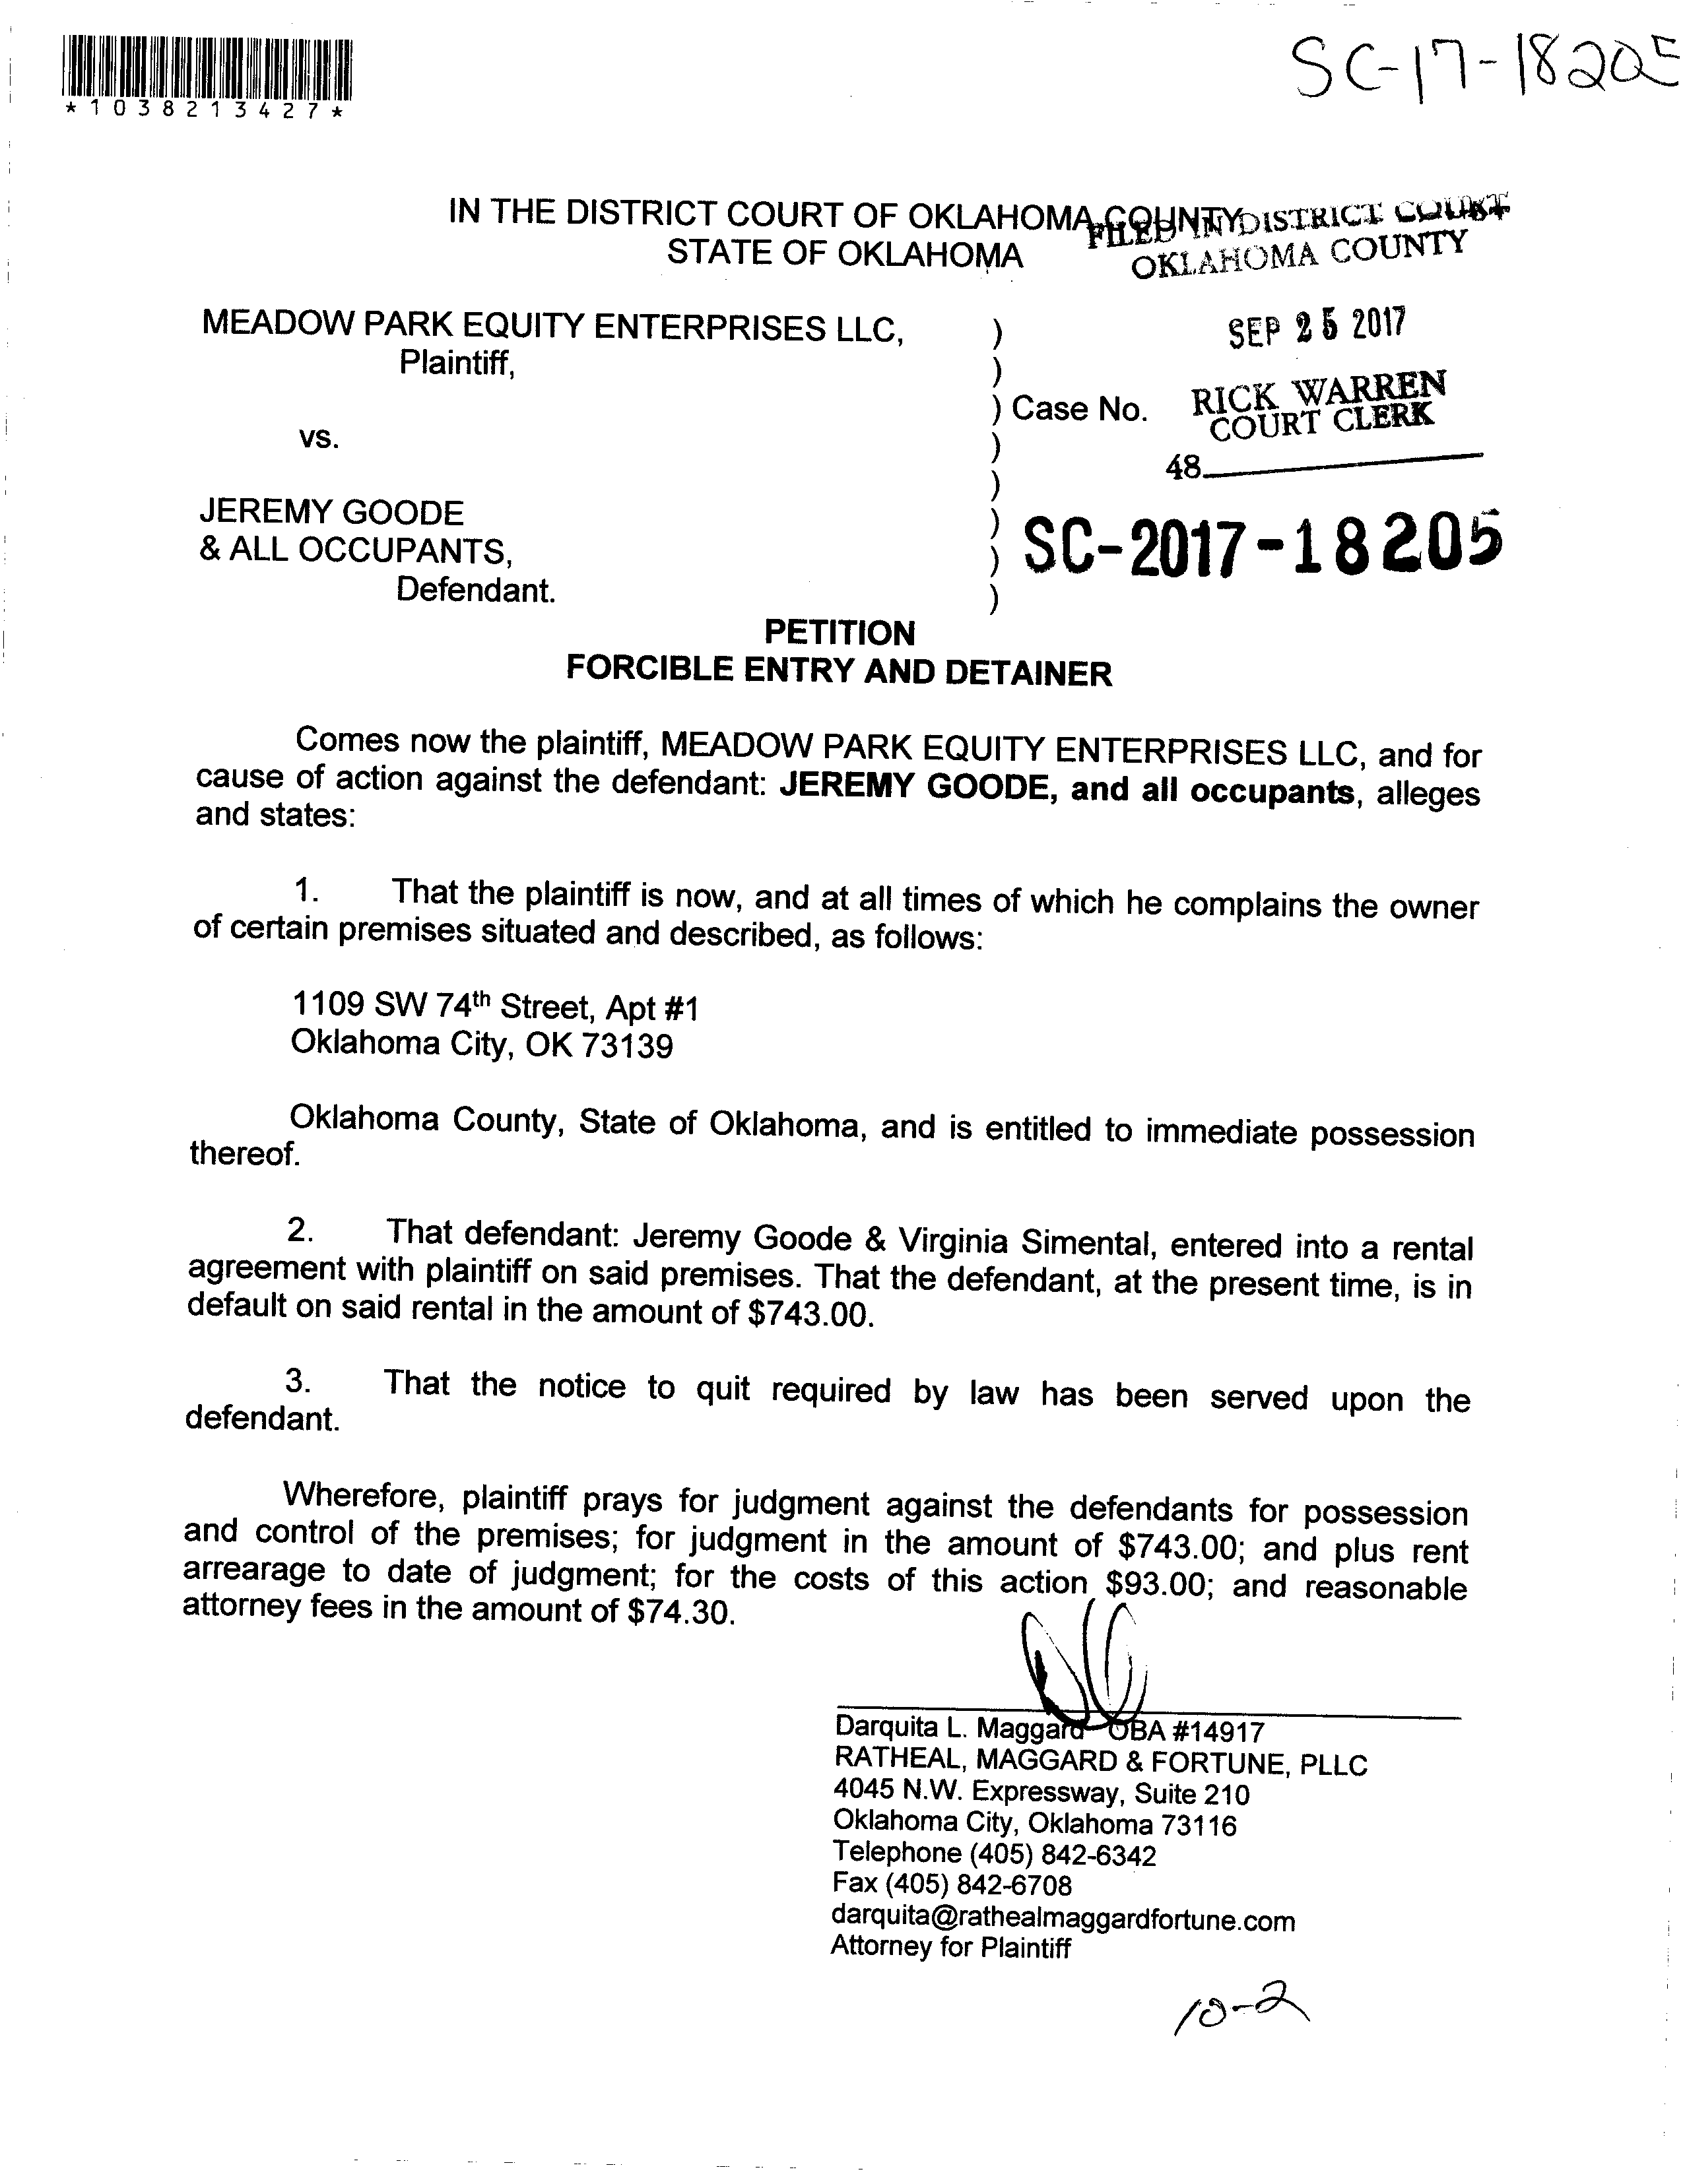 SC-17-18205
*1038213427*
IN THE DISTRICT COURT OF OKLAHOMA COUNTY
FILED IN DISTRICT COURT
STATE OF OKLAHOMA
OKLAHOMA COUNTY
MEADOW PARK EQUITY ENTERPRISES LLC, )
SEP 25 2017
Plaintiff, )
) Case No.
RICK WARREN
COURT CLERK
vs. )
48
)
JEREMY GOODE )
& ALL OCCUPANTS, ) SC-2017-18205
Defendant. )
PETITION
FORCIBLE ENTRY AND DETAINER
Comes now the plaintiff, MEADOW PARK EQUITY ENTERPRISES LLC, and for
cause of action against the defendant: JEREMY GOODE, and all occupants, alleges
and states:
1. That the plaintiff is now, and at all times of which he complains the owner
of certain premises situated and described, as follows:
1109 SW 74th Street, Apt #1
Oklahoma City, OK 73139
Oklahoma County, State of Oklahoma, and is entitled to immediate possession
thereof.
2. That defendant: Jeremy Goode & Virginia Simental, entered into a rental
agreement with plaintiff on said premises. That the defendant, at the present time, is in
default on said rental in the amount of $743.00.
3. That the notice to quit required by law has been served upon the
defendant.
Wherefore, plaintiff prays for judgment against the defendants for possession
and control of the premises; for judgment in the amount of $743.00; and plus rent
arrearage to date of judgment; for the costs of this action $93.00; and reasonable
attorney fees in the amount of $74.30.
Darquita L. Maggard OBA #14917
RATHEAL, MAGGARD & FORTUNE, PLLC
4045 N.W. Expressway, Suite 210
Oklahoma City, Oklahoma 73116
Telephone (405) 842-6342
Fax (405) 842-6708
darquita@rathealmaggardfortune.com
Attorney for Plaintiff
10-2